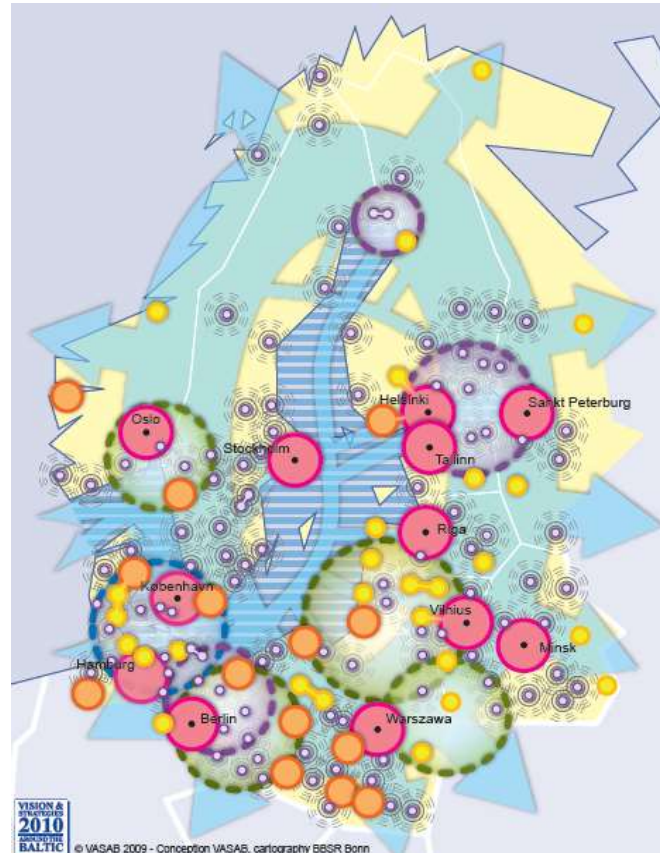 Oslo
Helsinki
Sankt Peterburg
Stockholm
Tallinn
Riga
København
Vilnius
Minsk
Hamburg
Berlin
Warszawa
VISION &
STRATEGIES
2010
AROUND THE
BALTIC
© VASAB 2009 - Conception VASAB, cartography BBSR Bonn